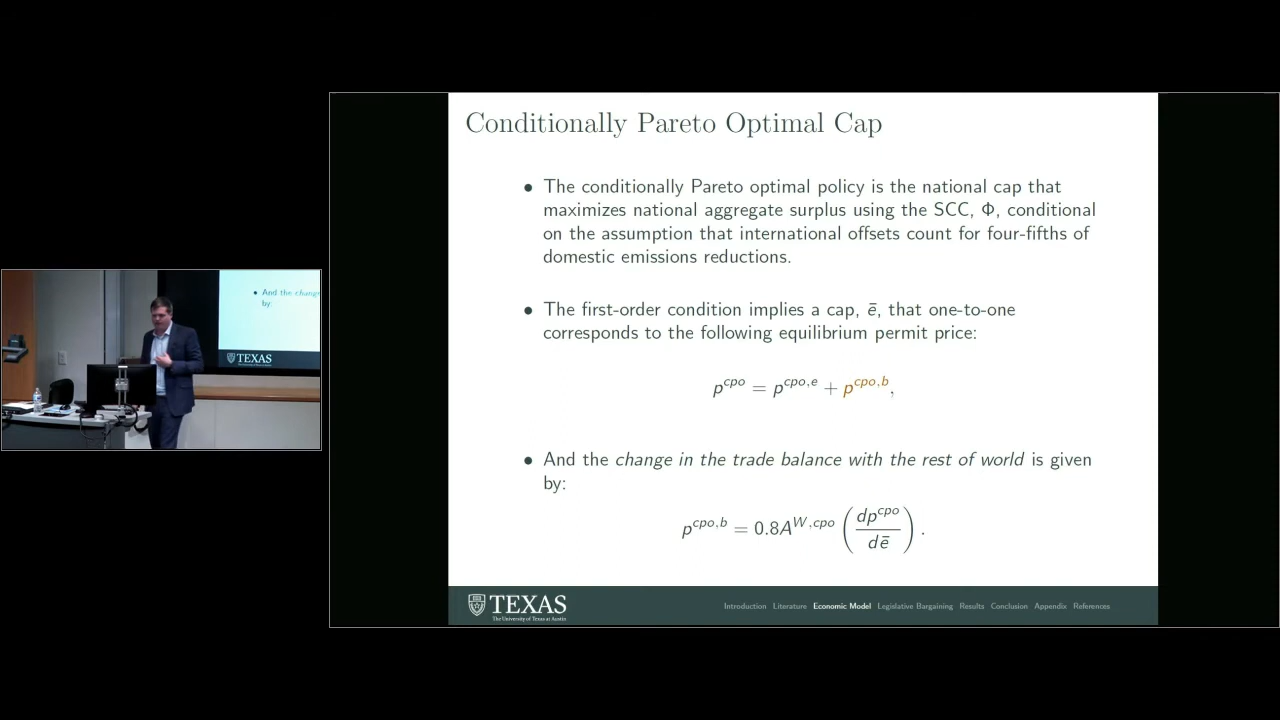 Conditionally Pareto Optimal Cap
• The conditionally Pareto optimal policy is the national cap that
maximizes national aggregate surplus using the SCC, Φ, conditional
on the assumption that international offsets count for four-fifths of
domestic emissions reductions.
• The first-order condition implies a cap, ē, that one-to-one
corresponds to the following equilibrium permit price:
p^{cpo} = p^{cpo,e} + p^{cpo,b},
• And the change in the trade balance with the rest of world is given
by:
p^{cpo,b} = 0.8A^{W,cpo} (dp^{cpo}/dē).
TEXAS
The University of Texas at Austin
Introduction Literature Economic Model Legislative Bargaining Results Conclusion Appendix References
• And the change
by:
TEXAS